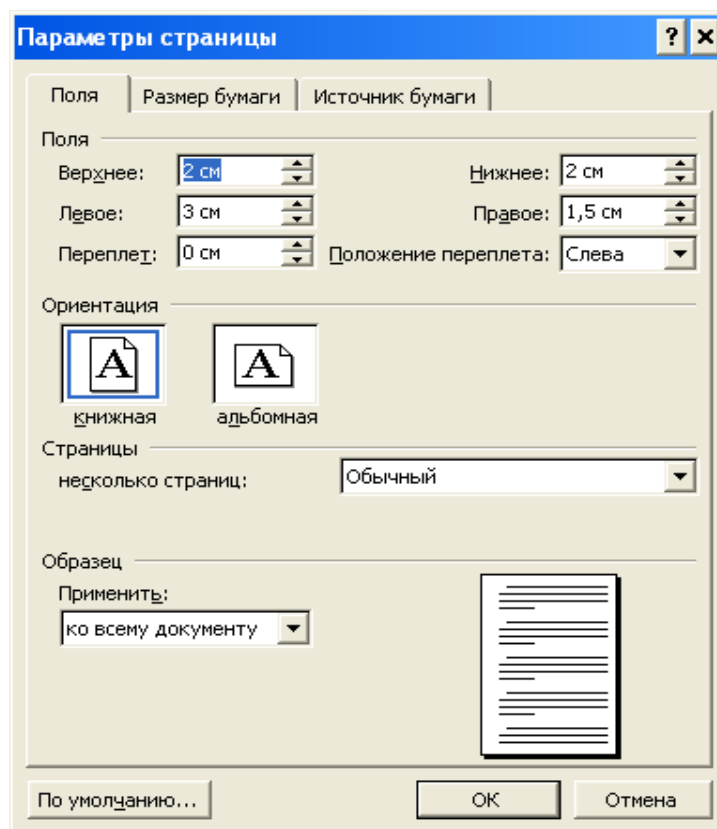 Параметры страницы
Поля Размер бумаги Источник бумаги
Поля
Верхнее: 2 см Нижнее: 2 см
Левое: 3 см Правое: 1,5 см
Переплет: 0 см Положение переплета: Слева
Ориентация
A A
книжная альбомная
Страницы
несколько страниц: Обычный
Образец
Применить:
ко всему документу
По умолчанию... ОК Отмена